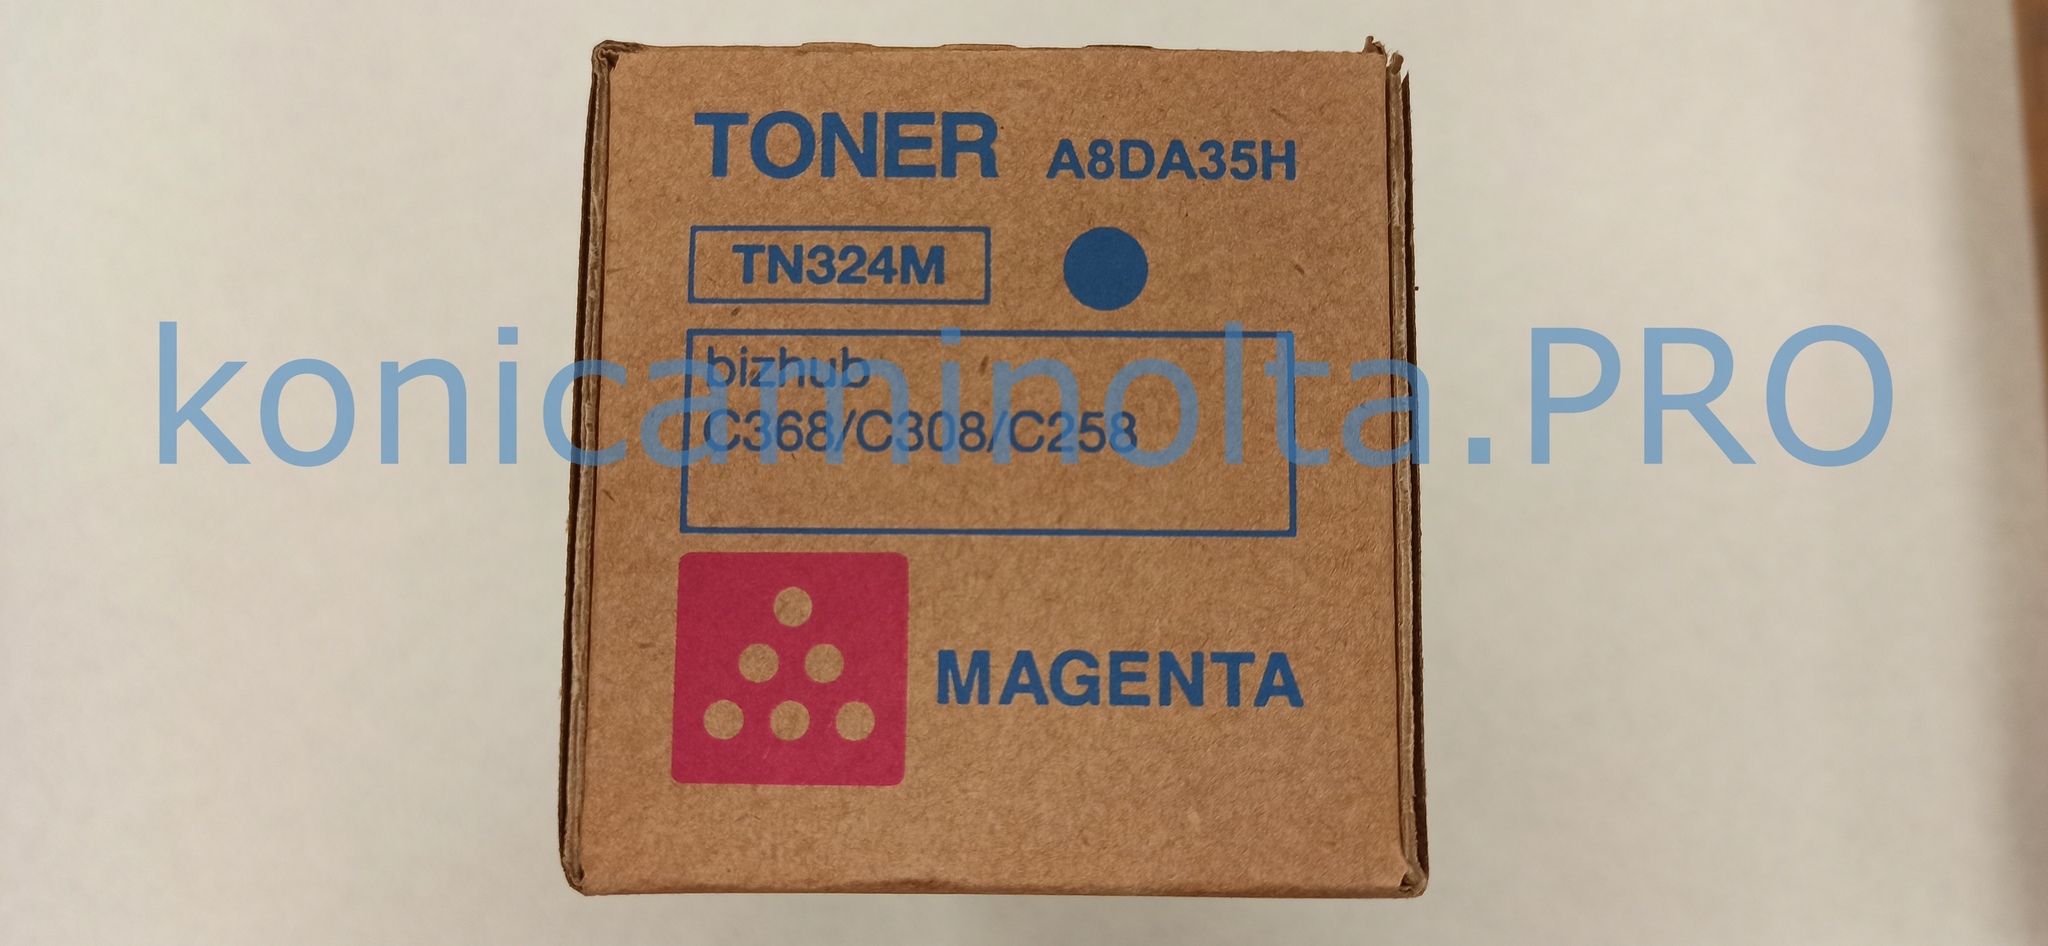 TONER A8DA35H
TN324M
bizhub
konicaminolta.PRO
C368/C308/C258
MAGENTA